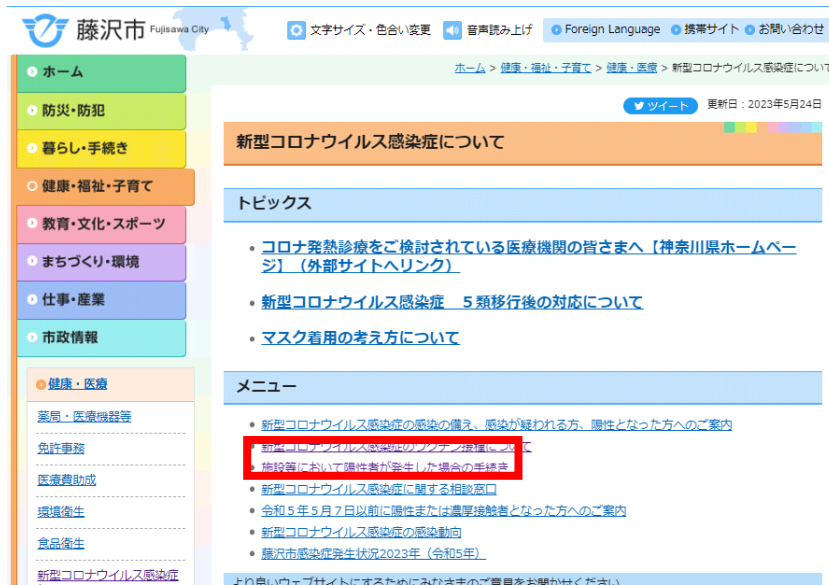 藤沢市 Fujisawa City
文字サイズ・色合い変更
音声読み上げ
Foreign Language
携帯サイト
お問い合わせ
ホーム
防災・防犯
暮らし・手続き
健康・福祉・子育て
教育・文化・スポーツ
まちづくり・環境
仕事・産業
市政情報
健康・医療
薬局・医療機器等
免許事務
医療費助成
環境衛生
食品衛生
新型コロナウイルス感染症
ホーム > 健康・福祉・子育て > 健康・医療 > 新型コロナウイルス感染症につい
ツイート
更新日：2023年5月24日
新型コロナウイルス感染症について
トピックス
コロナ発熱診療をご検討されている医療機関の皆さまへ【神奈川県ホームペー
ジ】（外部サイトへリンク）
新型コロナウイルス感染症　５類移行後の対応について
マスク着用の考え方について
メニュー
新型コロナウイルス感染症の感染の備え、感染が疑われる方、陽性となった方へのご案内
新型コロナウイルス感染症のワクチン接種について
施設等において陽性者が発生した場合の手続き
新型コロナウイルス感染症に関する相談窓口
令和５年５月７日以前に陽性または濃厚接触者となった方へのご案内
新型コロナウイルス感染症の感染動向
藤沢市感染症発生状況2023年（令和5年）
より良いウェブサイトにするためにみなさまのご意見をお聞かせください